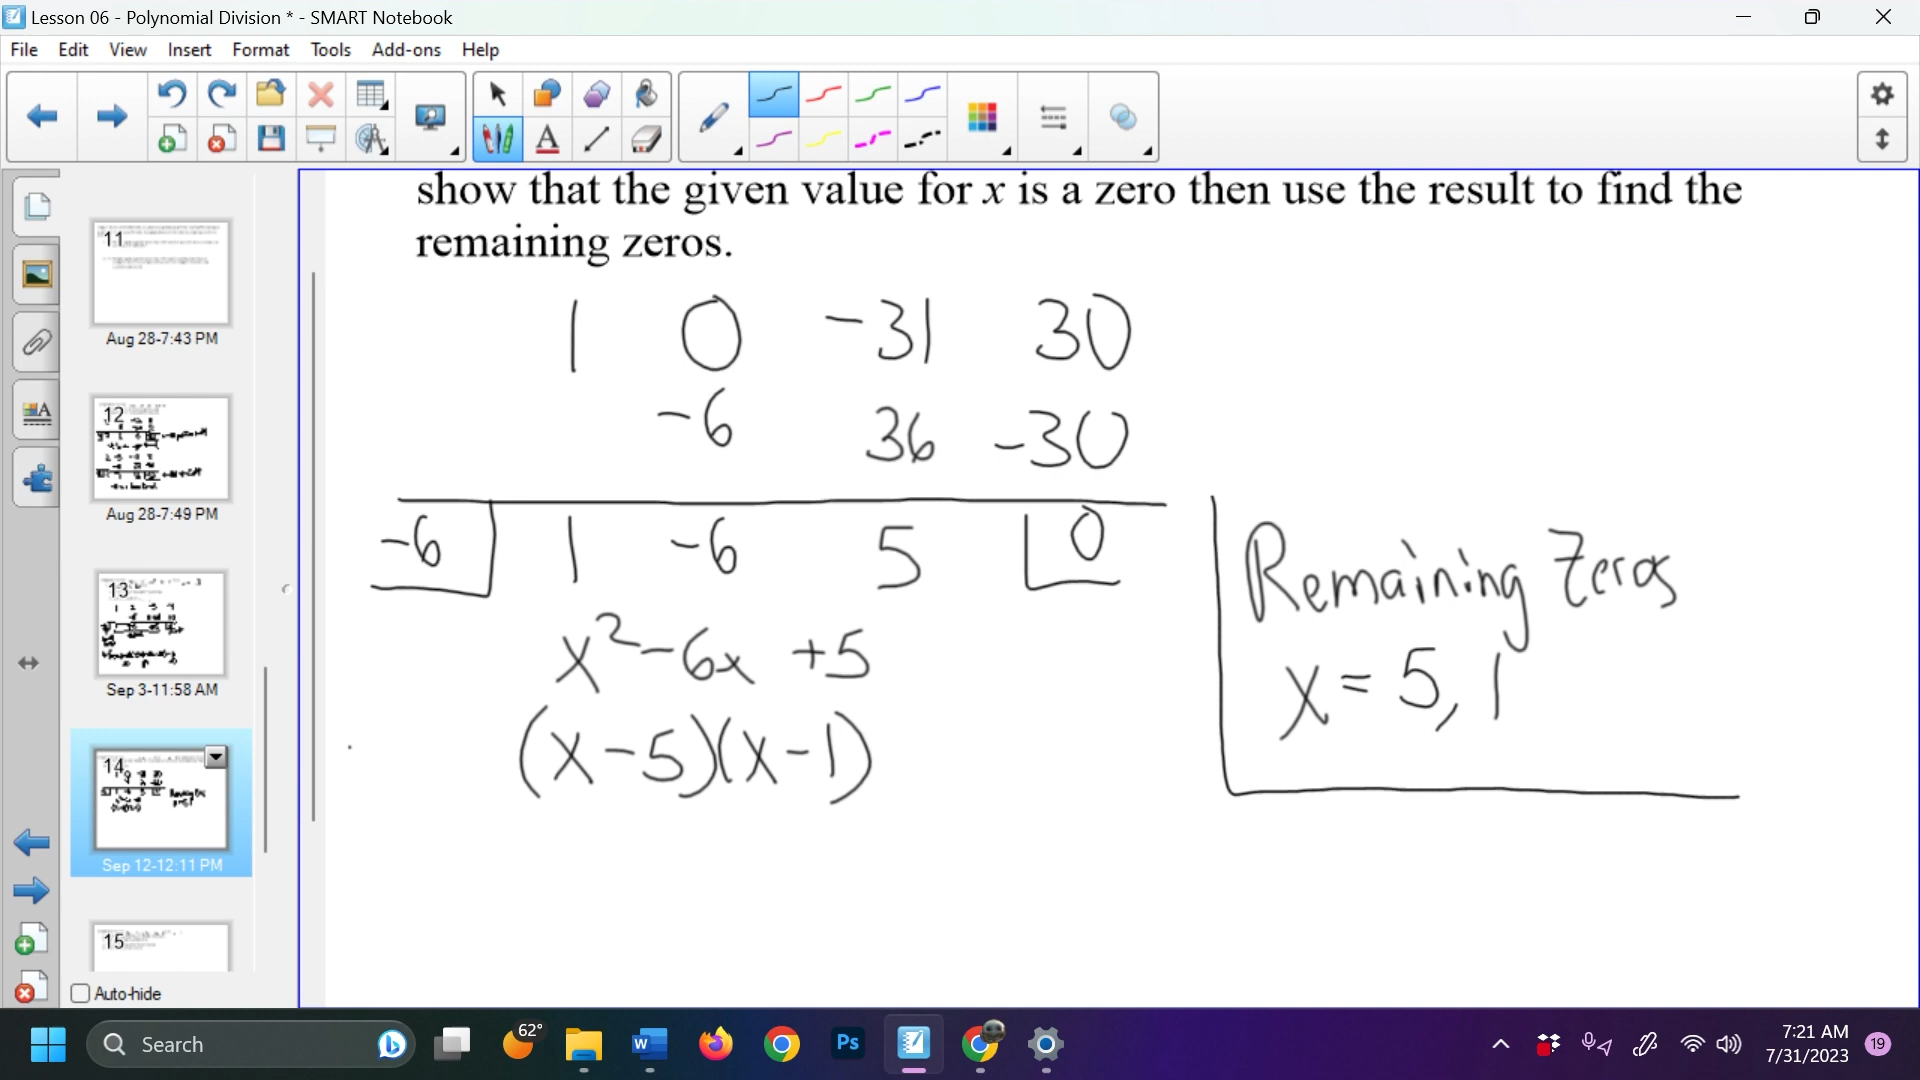 Lesson 06 - Polynomial Division * - SMART Notebook
File Edit View Insert Format Tools Add-ons Help
show that the given value for x is a zero then use the result to find the
remaining zeros.
1 0 -31 30
-6 36 -30
-6 1 -6 5 0
x²-6x +5
(x-5)(x-1)
Remaining Zeros
x= 5, 1
11
Aug 28-7:43 PM
12
Aug 28-7:49 PM
13
Sep 3-11:58 AM
14
Sep 12-12:11 PM
15
Auto-hide
Search
62°
W
Ps
7:21 AM
7/31/2023
19